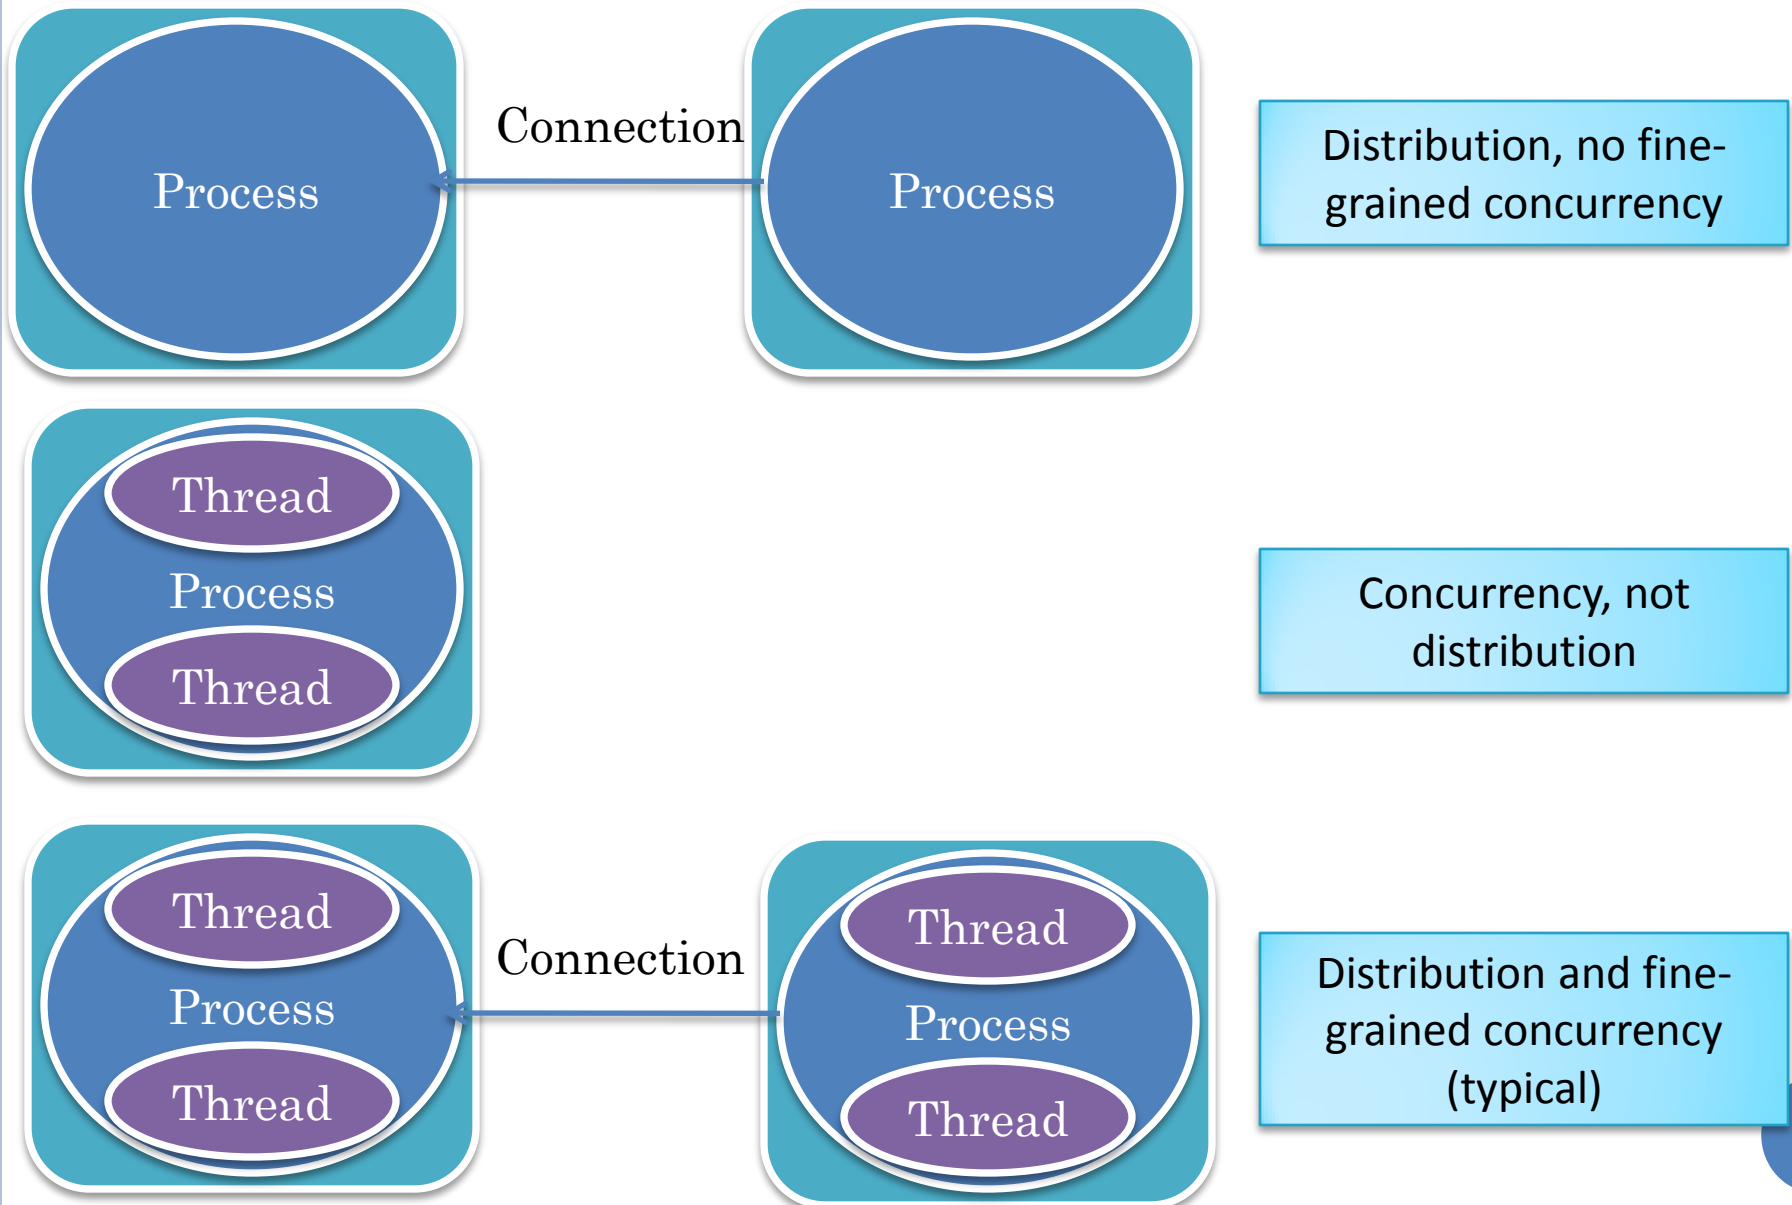 Connection
Process
Process
Distribution, no fine-
grained concurrency
Thread
Process
Thread
Concurrency, not
distribution
Thread
Process
Thread
Connection
Thread
Process
Thread
Distribution and fine-
grained concurrency
(typical)